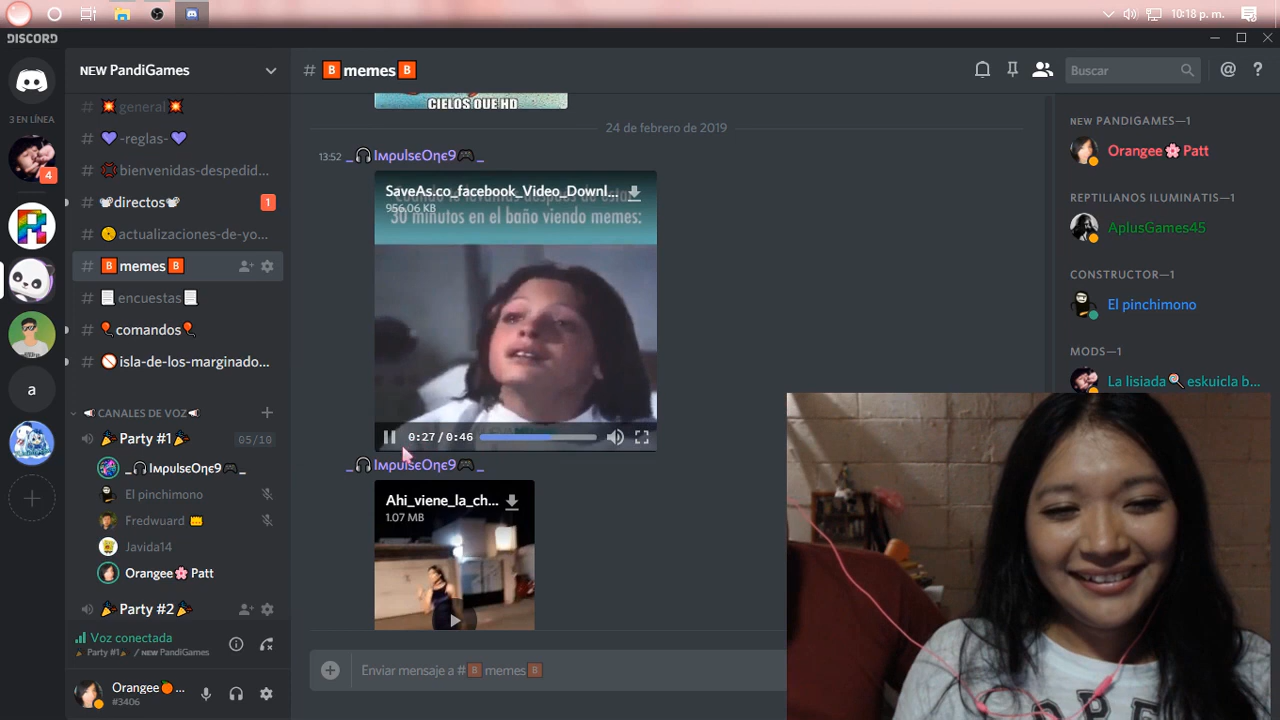 10:18 p. m.
DISCORD
3 EN LÍNEA
4
a
NEW PandiGames
# general
# -reglas-
# bienvenidas-despedid...
# directos 1
# actualizaciones-de-yo...
# B memes B
# encuestas
# comandos
# isla-de-los-marginado...
CANALES DE VOZ
Party #1 05/10
_ IмpulsєOηє9 _
El pinchimono
Fredwuard
Javida14
Orangee Patt
Party #2
Voz conectada
Party #1 / NEW PandiGames
Orangee ...
#3406
# B memes B
Buscar
CIELOS QUE HD
24 de febrero de 2019
13:52 _ IмpulsєOηє9 _
SaveAs.co_facebook_Video_Downl...
956.06 KB
30 minutos en el baño viendo memes:
0:27 / 0:46
_ IмpulsєOηє9 _
Ahi_viene_la_ch...
1.07 MB
Enviar mensaje a # B memes B
NEW PANDIGAMES—1
Orangee Patt
REPTILIANOS ILUMINATIS—1
AplusGames45
CONSTRUCTOR—1
El pinchimono
MODS—1
La lisiada eskuicla b...